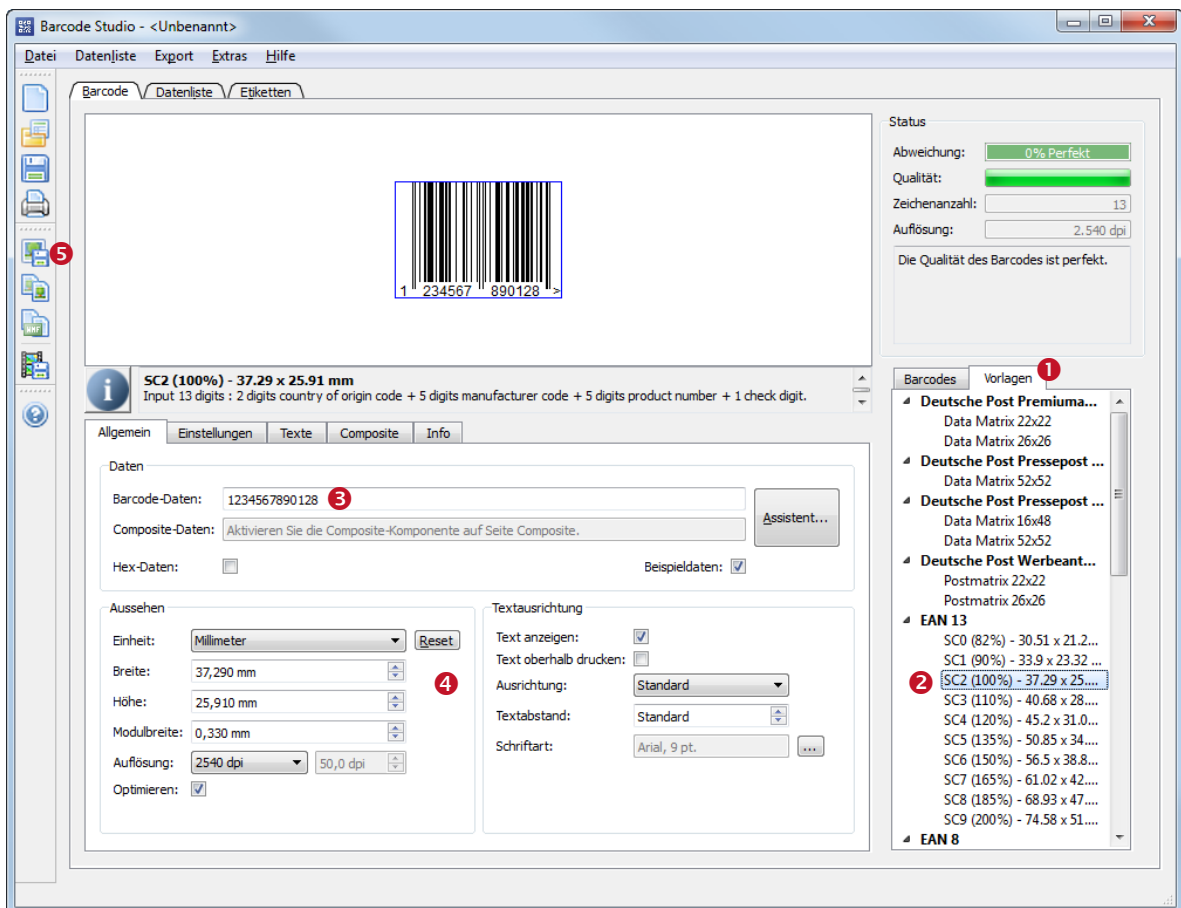 Barcode Studio - <Unbenannt>
Datei Datenliste Export Extras Hilfe
Barcode Datenliste Etiketten
1 234567 890128 >
Status
Abweichung: 0% Perfekt
Qualität:
Zeichenanzahl: 13
Auflösung: 2.540 dpi
Die Qualität des Barcodes ist perfekt.
5
SC2 (100%) - 37.29 x 25.91 mm
Input 13 digits : 2 digits country of origin code + 5 digits manufacturer code + 5 digits product number + 1 check digit.
Allgemein Einstellungen Texte Composite Info
Daten
Barcode-Daten: 1234567890128 3
Composite-Daten: Aktivieren Sie die Composite-Komponente auf Seite Composite.
Assistent...
Hex-Daten: Beispieldaten:
Aussehen
Einheit: Millimeter Reset
Breite: 37,290 mm
4
Höhe: 25,910 mm
Modulbreite: 0,330 mm
Auflösung: 2540 dpi 50,0 dpi
Optimieren:
Textausrichtung
Text anzeigen:
Text oberhalb drucken:
Ausrichtung: Standard
Textabstand: Standard
Schriftart: Arial, 9 pt. ...
Barcodes Vorlagen 1
Deutsche Post Premiuma...
Data Matrix 22x22
Data Matrix 26x26
Deutsche Post Pressepost ...
Data Matrix 52x52
Deutsche Post Pressepost ...
Data Matrix 16x48
Data Matrix 52x52
Deutsche Post Werbeant...
Postmatrix 22x22
Postmatrix 26x26
EAN 13
SC0 (82%) - 30.51 x 21.2...
SC1 (90%) - 33.9 x 23.32 ...
2 SC2 (100%) - 37.29 x 25....
SC3 (110%) - 40.68 x 28....
SC4 (120%) - 45.2 x 31.0...
SC5 (135%) - 50.85 x 34....
SC6 (150%) - 56.5 x 38.8...
SC7 (165%) - 61.02 x 42....
SC8 (185%) - 68.93 x 47....
SC9 (200%) - 74.58 x 51....
EAN 8